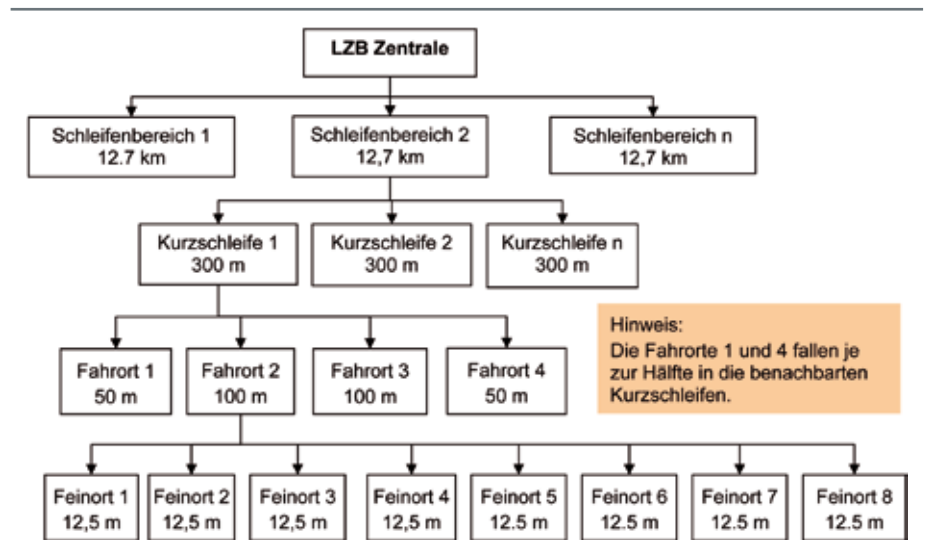 LZB Zentrale
Schleifenbereich 1
12.7 km
Schleifenbereich 2
12,7 km
Schleifenbereich n
12,7 km
Kurzschleife 1
300 m
Kurzschleife 2
300 m
Kurzschleife n
300 m
Hinweis:
Die Fahrorte 1 und 4 fallen je
zur Hälfte in die benachbarten
Kurzschleifen.
Fahrort 1
50 m
Fahrort 2
100 m
Fahrort 3
100 m
Fahrort 4
50 m
Feinort 1
12,5 m
Feinort 2
12,5 m
Feinort 3
12,5 m
Feinort 4
12,5 m
Feinort 5
12.5 m
Feinort 6
12.5 m
Feinort 7
12.5 m
Feinort 8
12.5 m